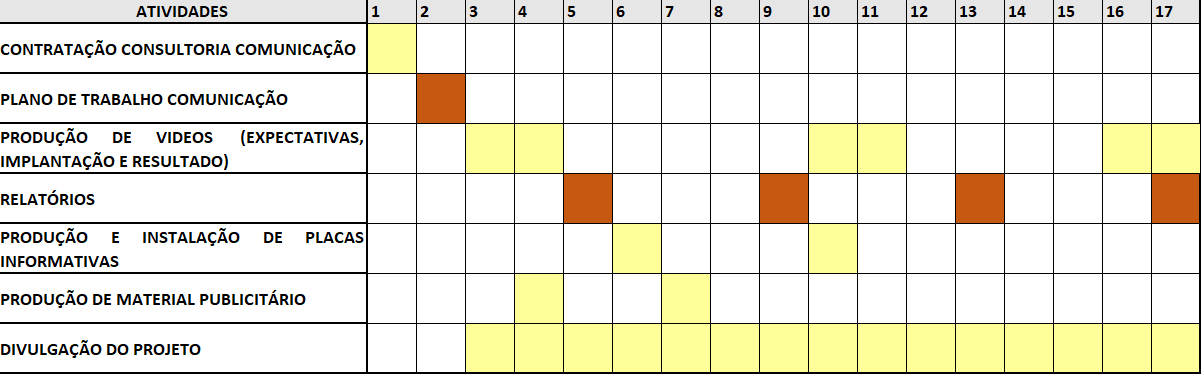 ATIVIDADES 1 2 3 4 5 6 7 8 9 10 11 12 13 14 15 16 17
CONTRATAÇÃO CONSULTORIA COMUNICAÇÃO
PLANO DE TRABALHO COMUNICAÇÃO
PRODUÇÃO DE VIDEOS (EXPECTATIVAS,
IMPLANTAÇÃO E RESULTADO)
RELATÓRIOS
PRODUÇÃO E INSTALAÇÃO DE PLACAS
INFORMATIVAS
PRODUÇÃO DE MATERIAL PUBLICITÁRIO
DIVULGAÇÃO DO PROJETO